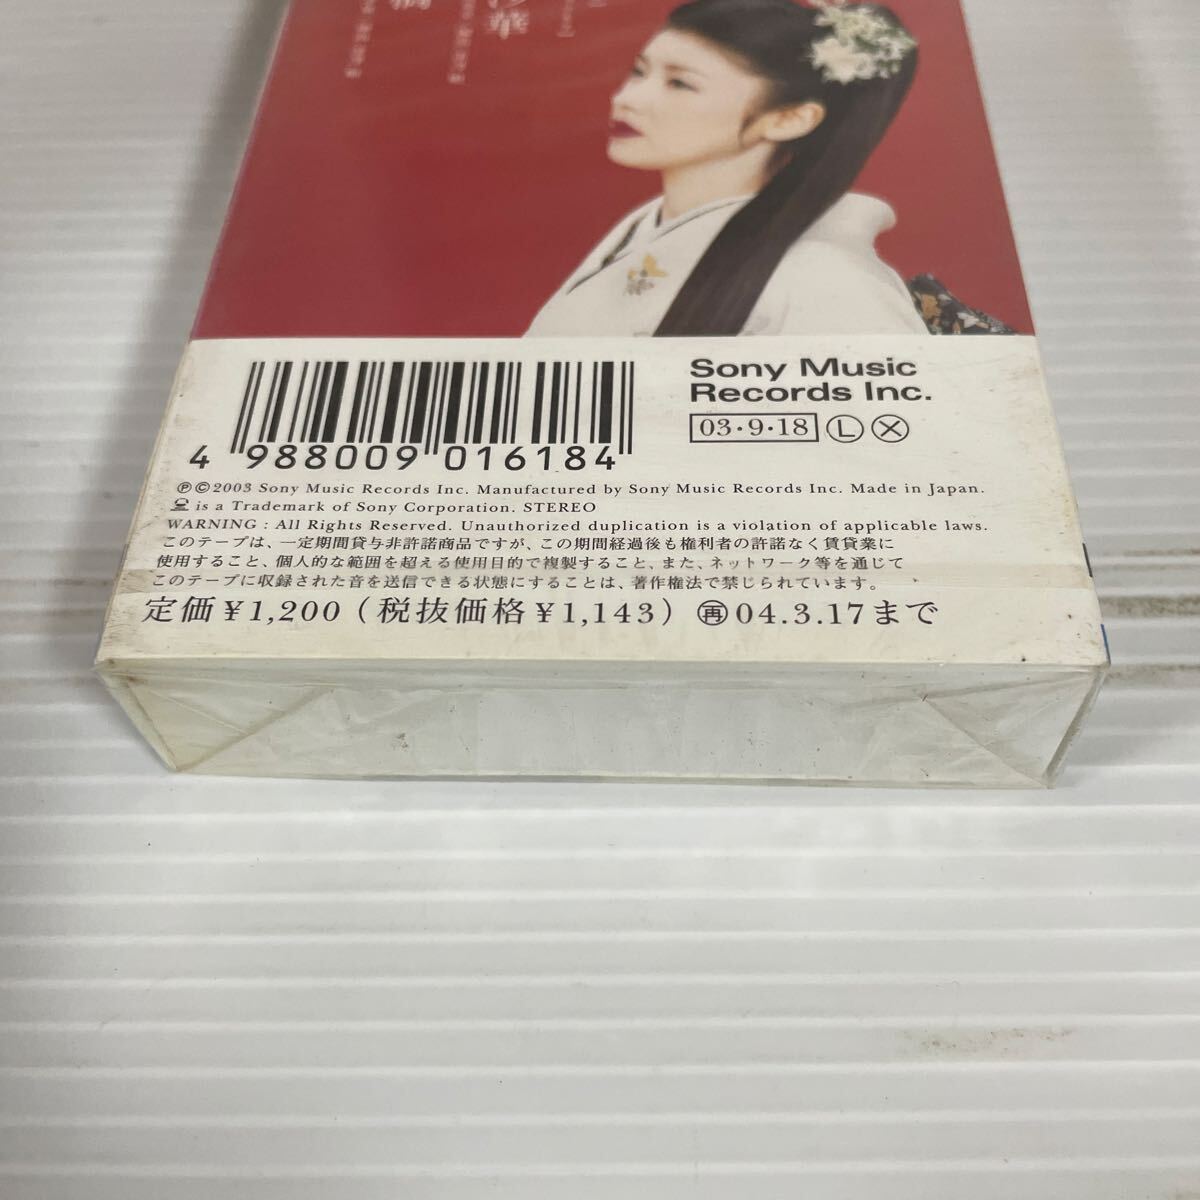 華
Sony Music
Records Inc.
03・9・18 Ⓛ Ⓧ
4 988009 016184
Ⓟ©2003 Sony Music Records Inc. Manufactured by Sony Music Records Inc. Made in Japan.
is a Trademark of Sony Corporation. STEREO
WARNING : All Rights Reserved. Unauthorized duplication is a violation of applicable laws.
このテープは、一定期間貸与非許諾商品ですが、この期間経過後も権利者の許諾なく賃貸業に
使用すること、個人的な範囲を超える使用目的で複製すること、また、ネットワーク等を通じて
このテープに収録された音を送信できる状態にすることは、著作権法で禁じられています。
定価￥1,200（税抜価格￥1,143）㊢04.3.17まで